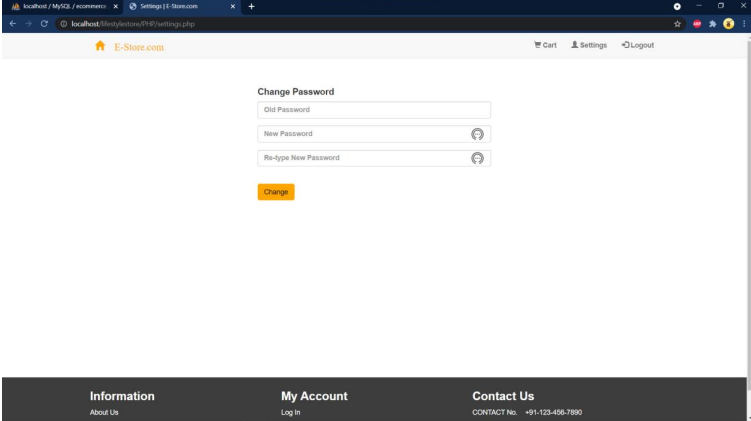 localhost / MySQL / ecommerce
Settings | E-Store.com
localhost/lifestylestore/PHP/settings.php
E-Store.com
Cart Settings Logout
Change Password
Old Password
New Password
Re-type New Password
Change
Information My Account Contact Us
About Us Log In CONTACT No. +91-123-456-7890